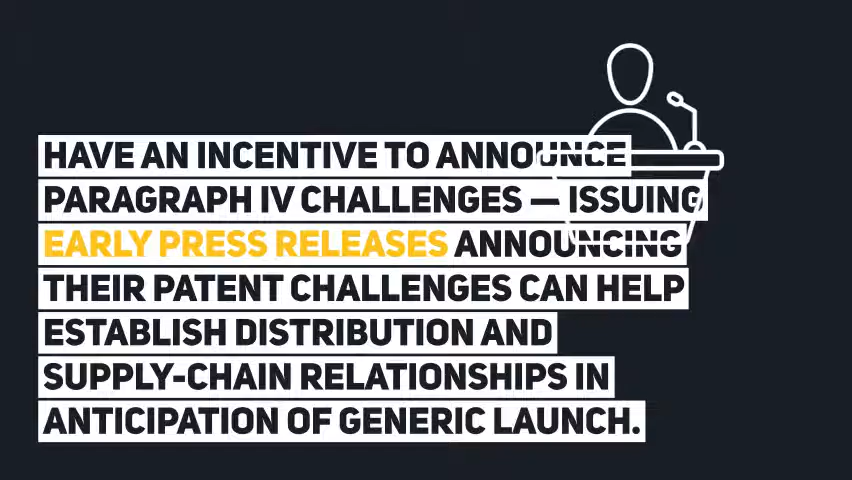 HAVE AN INCENTIVE TO ANNOUNCE
PARAGRAPH IV CHALLENGES — ISSUING
EARLY PRESS RELEASES ANNOUNCING
THEIR PATENT CHALLENGES CAN HELP
ESTABLISH DISTRIBUTION AND
SUPPLY-CHAIN RELATIONSHIPS IN
ANTICIPATION OF GENERIC LAUNCH.